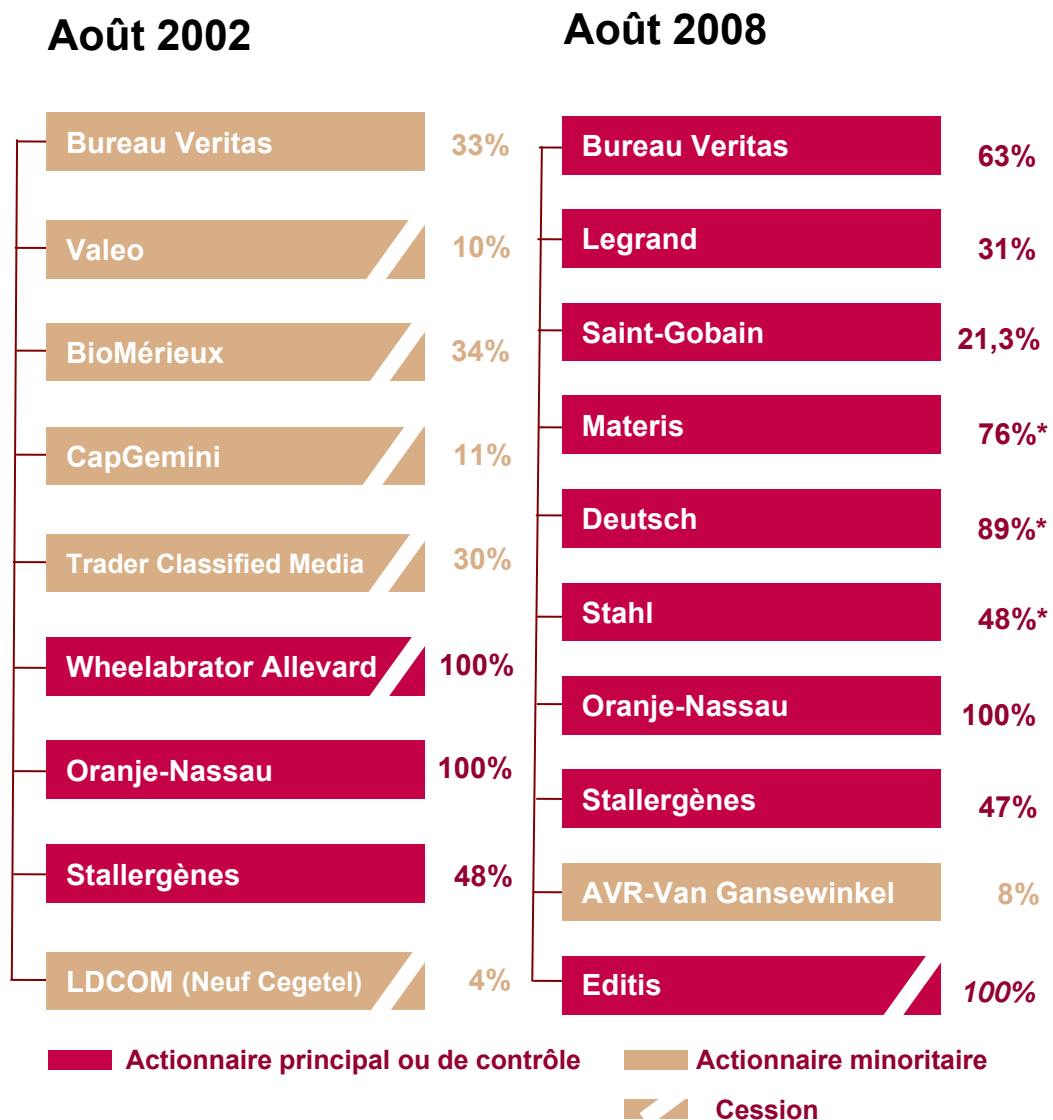 Août 2002
Bureau Veritas 33%
Valeo 10%
BioMérieux 34%
CapGemini 11%
Trader Classified Media 30%
Wheelabrator Allevard 100%
Oranje-Nassau 100%
Stallergènes 48%
LDCOM (Neuf Cegetel) 4%
Août 2008
Bureau Veritas 63%
Legrand 31%
Saint-Gobain 21,3%
Materis 76%*
Deutsch 89%*
Stahl 48%*
Oranje-Nassau 100%
Stallergènes 47%
AVR-Van Gansewinkel 8%
Editis 100%
Actionnaire principal ou de contrôle
Actionnaire minoritaire
Cession